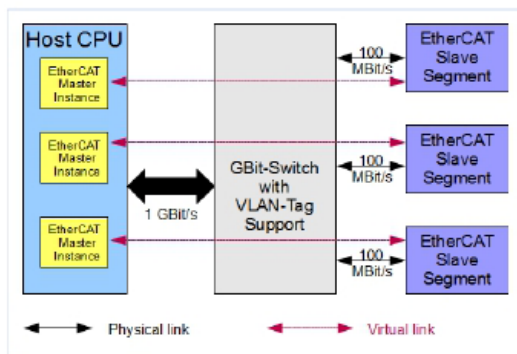 Host CPU
EtherCAT
Master
Instance
EtherCAT
Master
Instance
EtherCAT
Master
Instance
1 GBit/s
GBit-Switch
with
VLAN-Tag
Support
100
MBit/s
100
MBit/s
100
MBit/s
EtherCAT
Slave
Segment
EtherCAT
Slave
Segment
EtherCAT
Slave
Segment
Physical link
Virtual link